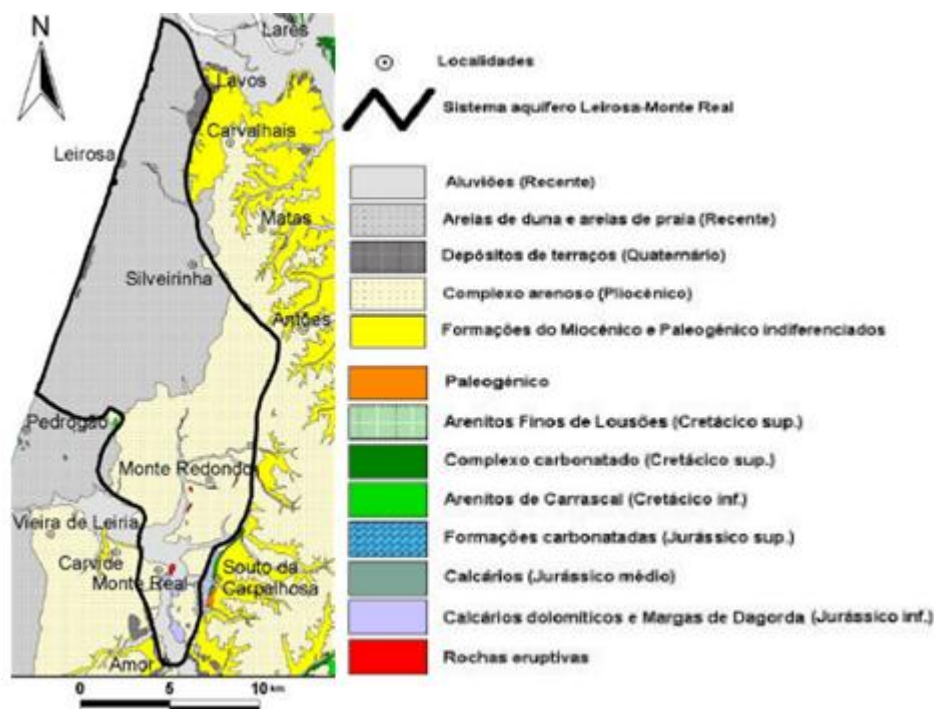 N
Lares
Lavos
Carvalhais
Leirosa
Matas
Silveirinha
Antões
Pedrogão
Monte Redondo
Vieira de Leiria
Carvide
Monte Real
Souto da
Carpalhosa
Amor
0 5 10 km
Localidades
Sistema aquífero Leirosa-Monte Real
Aluviões (Recente)
Areias de duna e areias de praia (Recente)
Depósitos de terraços (Quaternário)
Complexo arenoso (Pliocénico)
Formações do Miocénico e Paleogénico indiferenciados
Paleogénico
Arenitos Finos de Lousões (Cretácico sup.)
Complexo carbonatado (Cretácico sup.)
Arenitos de Carrascal (Cretácico inf.)
Formações carbonatadas (Jurássico sup.)
Calcários (Jurássico médio)
Calcários dolomíticos e Margas de Dagorda (Jurássico inf.)
Rochas eruptivas